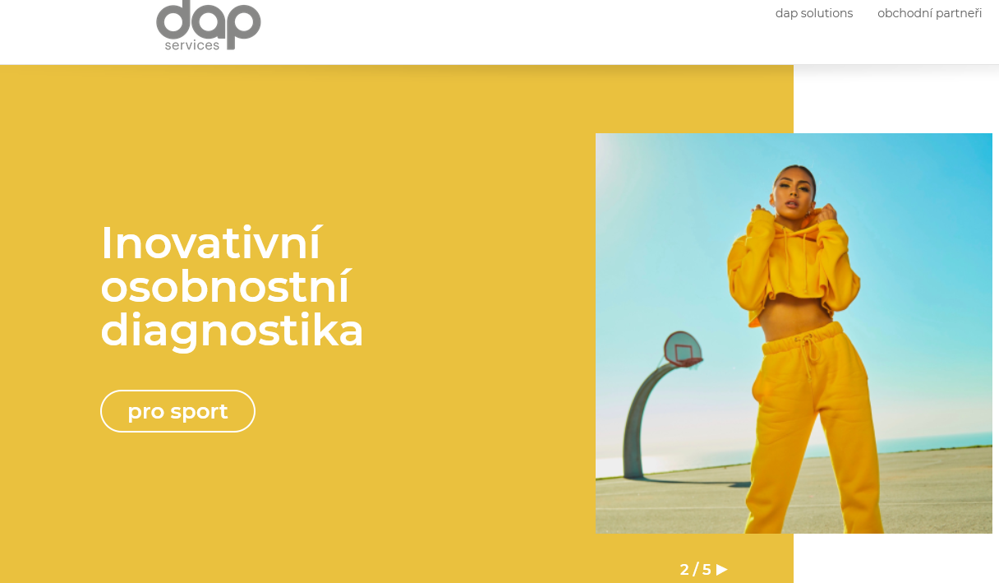 dap
services
dap solutions
obchodní partneři
Inovativní
osobnostní
diagnostika
pro sport
2 / 5